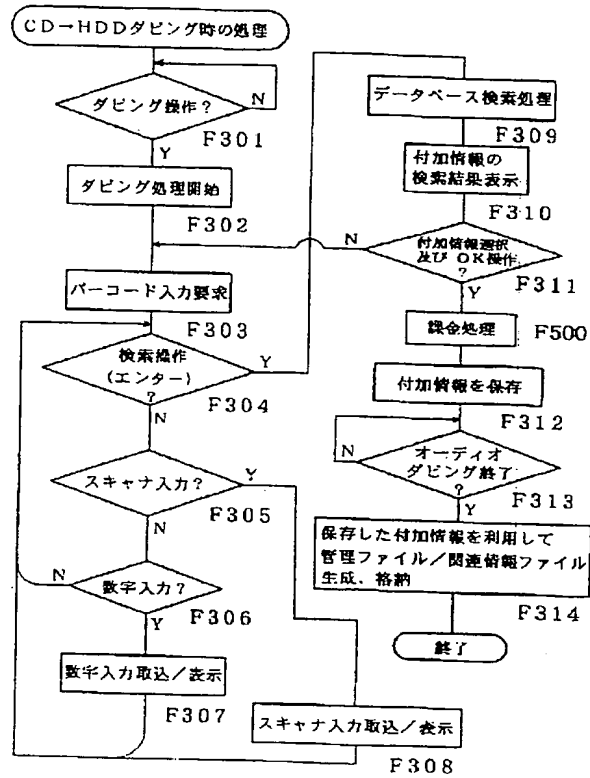 CD→HDDダビング時の処理
ダビング操作？
N
F301
Y
ダビング処理開始
F302
バーコード入力要求
F303
検索操作
(エンター)
？
Y
F304
N
スキャナ入力？
Y
F305
N
数字入力？
N
F306
Y
数字入力取込／表示
F307
スキャナ入力取込／表示
F308
データベース検索処理
F309
付加情報の
検索結果表示
F310
付加情報選択
及び OK操作
？
N
F311
Y
課金処理
F500
付加情報を保存
F312
オーディオ
ダビング終了
？
N
F313
Y
保存した付加情報を利用して
管理ファイル／関連情報ファイル
生成、格納
F314
終了